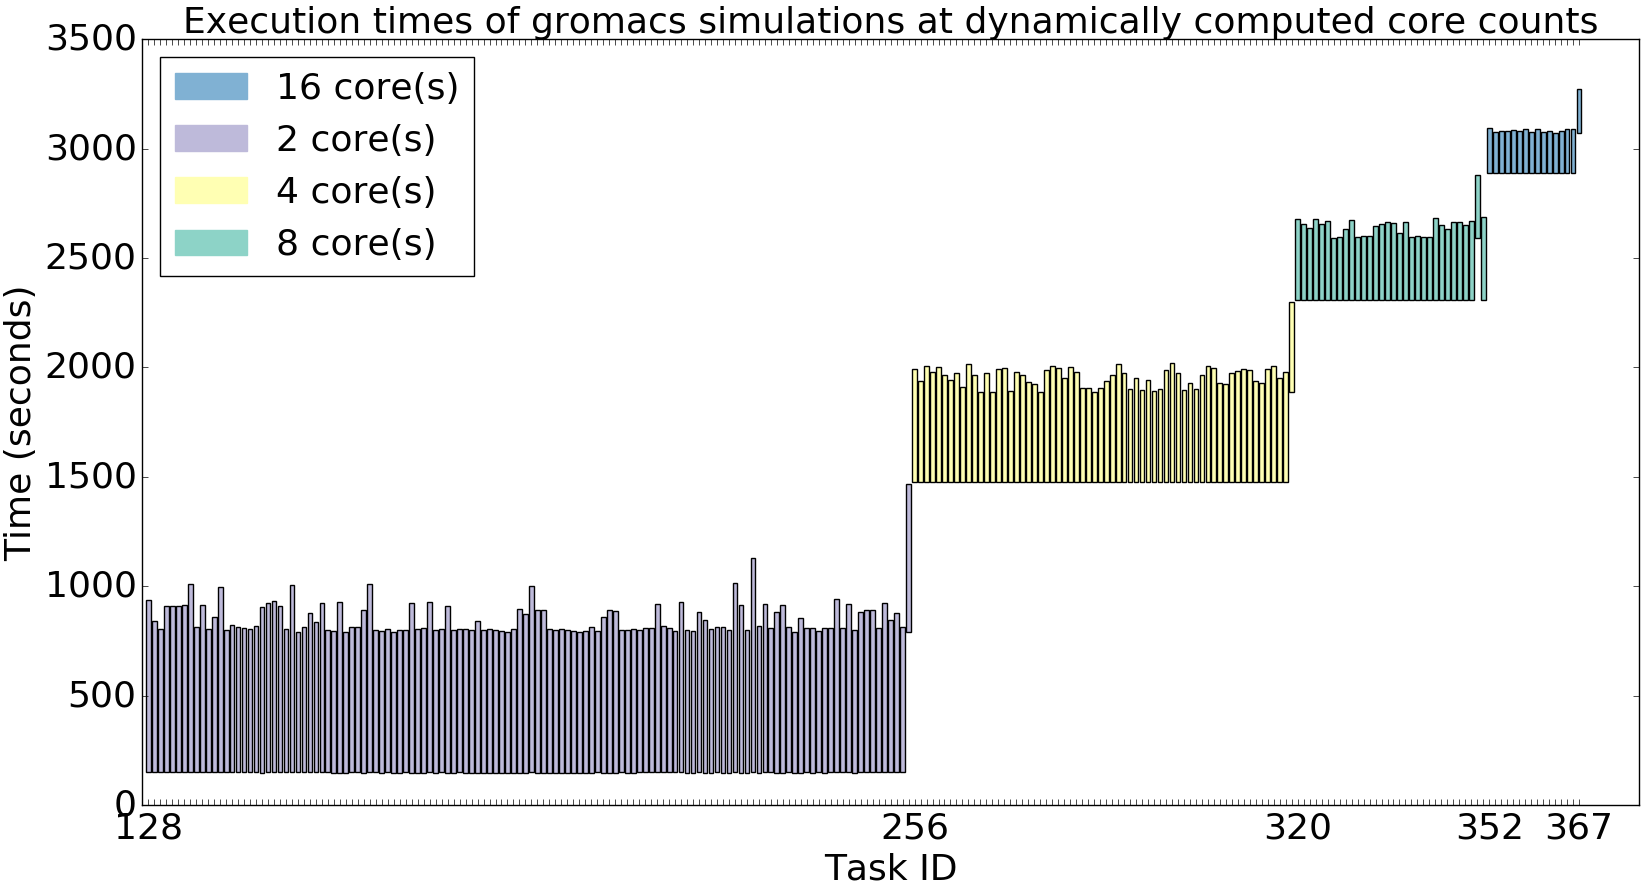 Execution times of gromacs simulations at dynamically computed core counts
3500
3000
2500
2000
1500
1000
500
0
Time (seconds)
16 core(s)
2 core(s)
4 core(s)
8 core(s)
128 256 320 352 367
Task ID